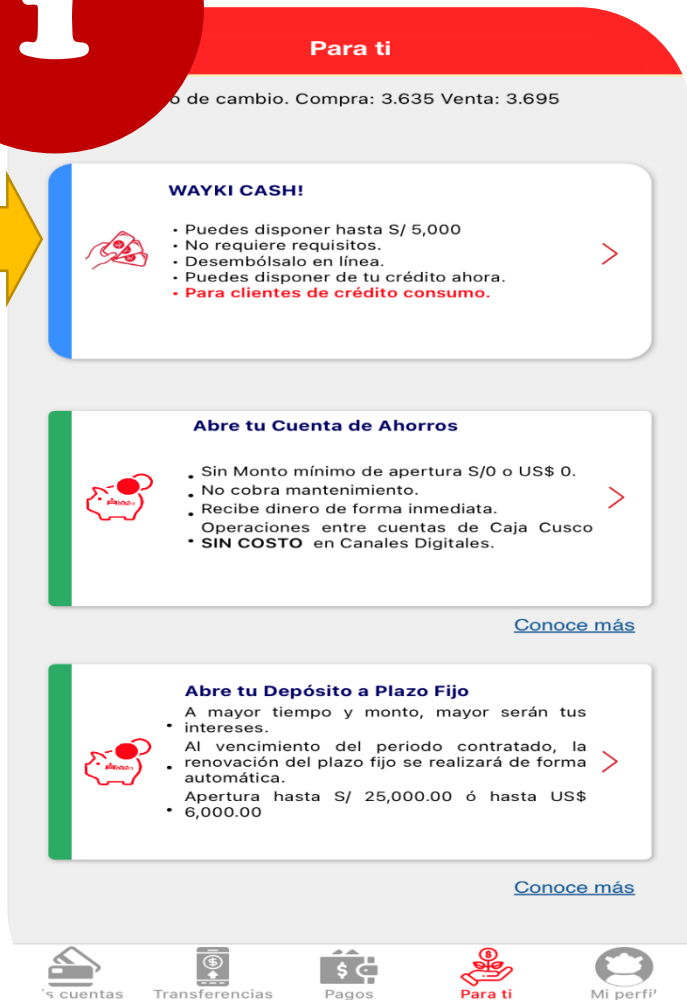 1
Para ti
de cambio. Compra: 3.635 Venta: 3.695
WAYKI CASH!
• Puedes disponer hasta S/ 5,000
• No requiere requisitos.
• Desembólsalo en línea.
• Puedes disponer de tu crédito ahora.
• Para clientes de crédito consumo.
Abre tu Cuenta de Ahorros
• Sin Monto mínimo de apertura S/0 o US$ 0.
• No cobra mantenimiento.
• Recibe dinero de forma inmediata.
Operaciones entre cuentas de Caja Cusco
• SIN COSTO en Canales Digitales.
Conoce más
Abre tu Depósito a Plazo Fijo
A mayor tiempo y monto, mayor serán tus
• intereses.
Al vencimiento del periodo contratado, la
• renovación del plazo fijo se realizará de forma
automática.
Apertura hasta S/ 25,000.00 ó hasta US$
• 6,000.00
Conoce más
's cuentas Transferencias Pagos Para ti Mi perfi'